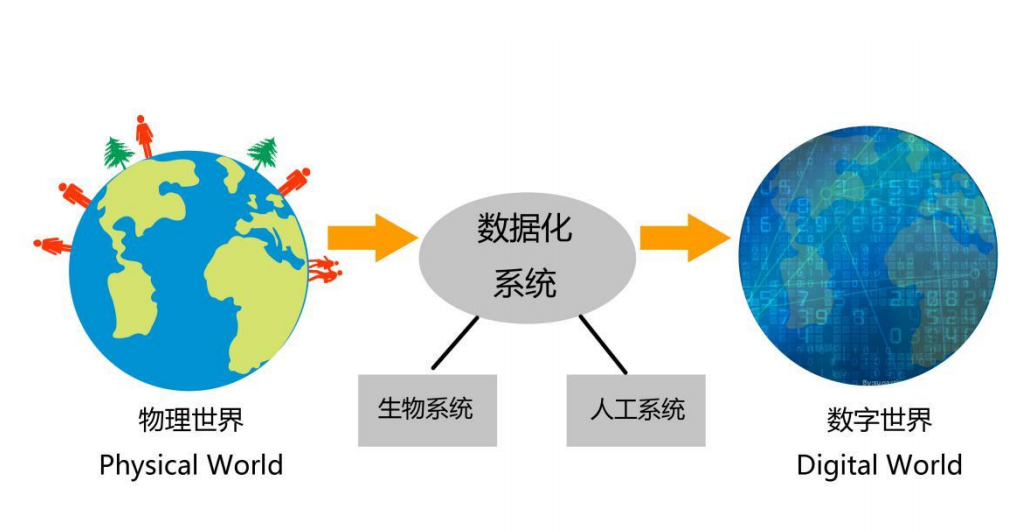 数据化
系统
生物系统
人工系统
物理世界
Physical World
数字世界
Digital World